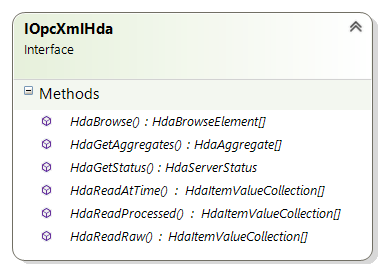 IOpcXmlHda
Interface
Methods
HdaBrowse() : HdaBrowseElement[]
HdaGetAggregates() : HdaAggregate[]
HdaGetStatus() : HdaServerStatus
HdaReadAtTime() : HdaItemValueCollection[]
HdaReadProcessed() : HdaItemValueCollection[]
HdaReadRaw() : HdaItemValueCollection[]